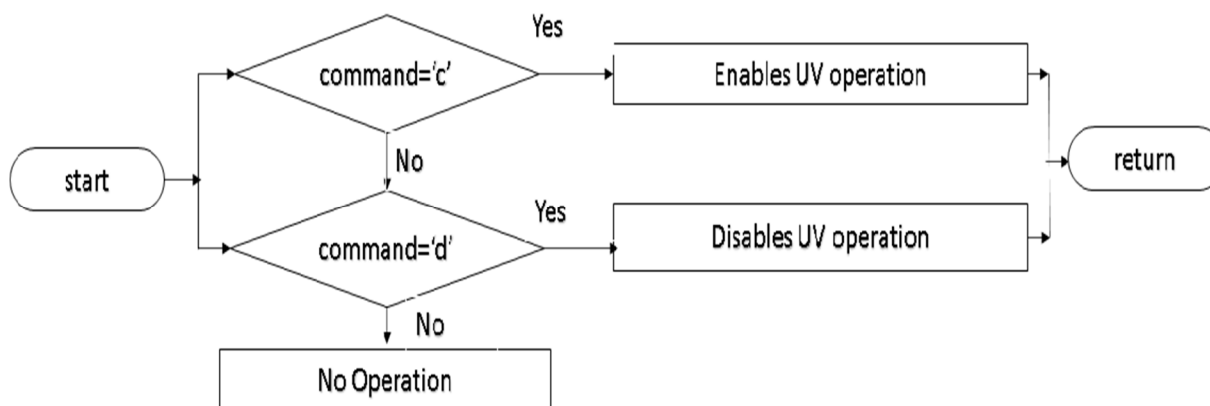 start
command=‘c’
Yes
Enables UV operation
No
command=‘d’
Yes
Disables UV operation
No
No Operation
return